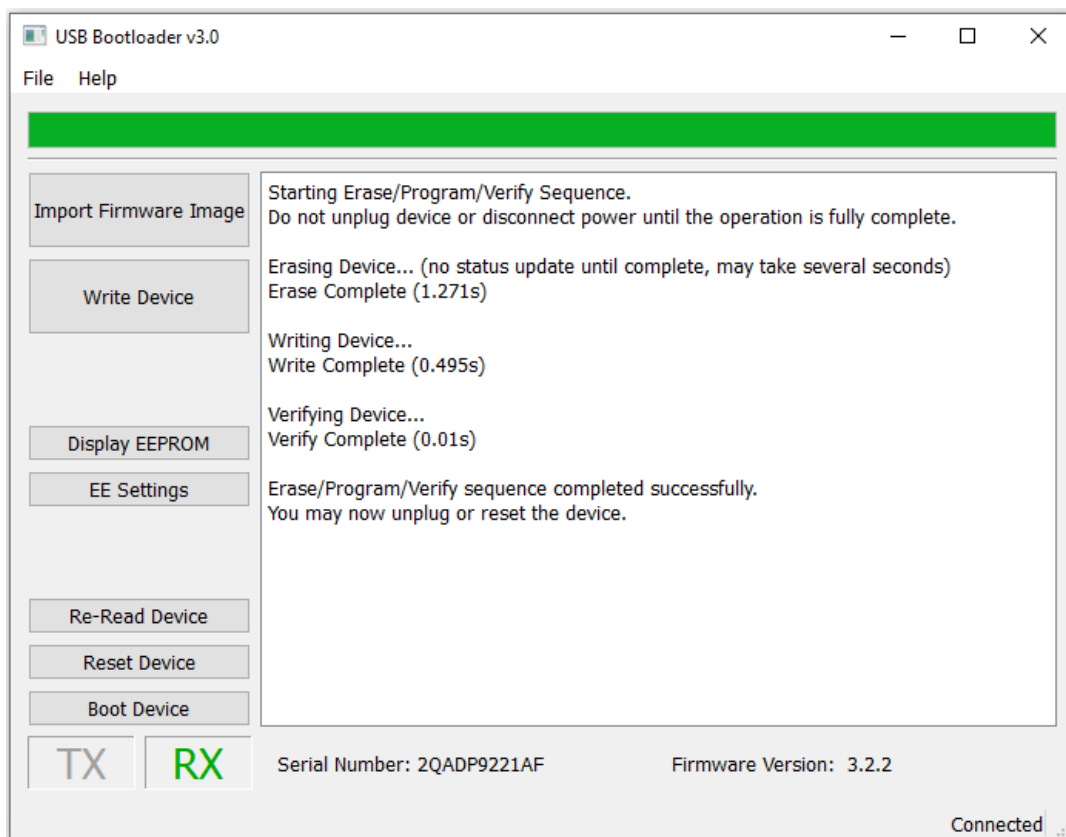 USB Bootloader v3.0
File Help
Import Firmware Image
Write Device
Display EEPROM
EE Settings
Re-Read Device
Reset Device
Boot Device
Starting Erase/Program/Verify Sequence.
Do not unplug device or disconnect power until the operation is fully complete.
Erasing Device... (no status update until complete, may take several seconds)
Erase Complete (1.271s)
Writing Device...
Write Complete (0.495s)
Verifying Device...
Verify Complete (0.01s)
Erase/Program/Verify sequence completed successfully.
You may now unplug or reset the device.
TX RX Serial Number: 2QADP9221AF Firmware Version: 3.2.2
Connected